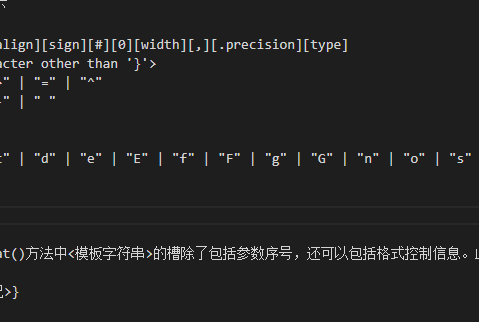 align][sign][#][0][width][,][.precision][type]
acter other than '}'>
" | "=" | "^"
" | " "
" | "d" | "e" | "E" | "f" | "F" | "g" | "G" | "n" | "o" | "s"
at()方法中<模板字符串>的槽除了包括参数序号，还可以包括格式控制信息。
>}